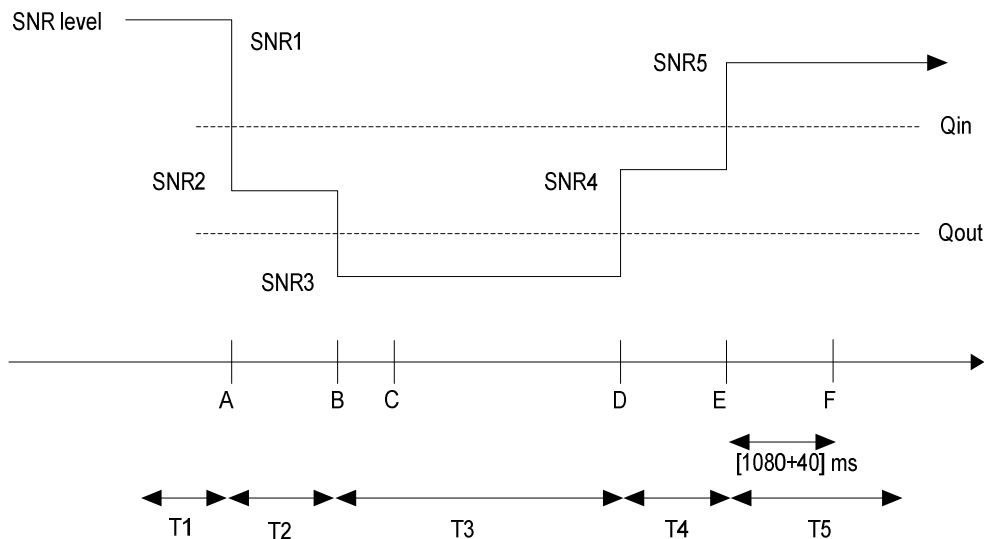 SNR level
SNR1
SNR5
Qin
SNR2
SNR4
Qout
SNR3
A B C D E F
[1080+40] ms
T1 T2 T3 T4 T5